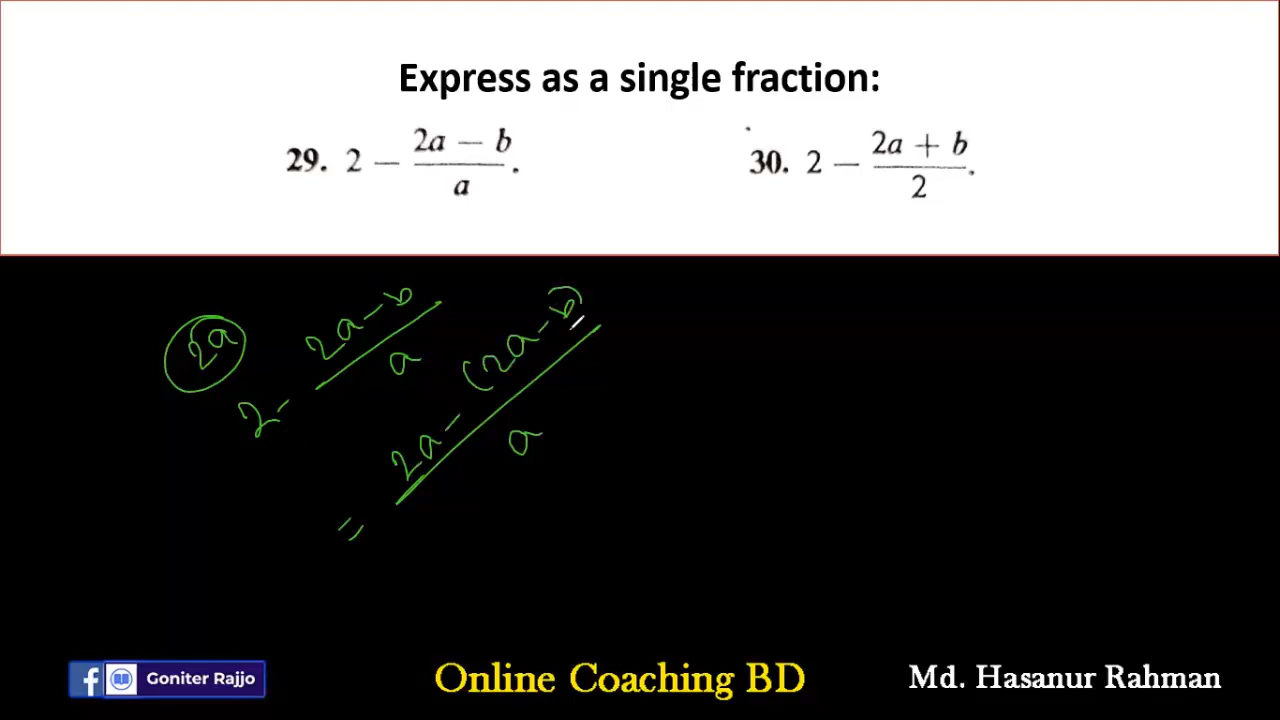 Express as a single fraction:
29. 2 − (2a − b)/a.
30. 2 − (2a + b)/2.
2a
2 - (2a - b)/a
= (2a - (2a - b))/a
Goniter Rajjo
Online Coaching BD
Md. Hasanur Rahman